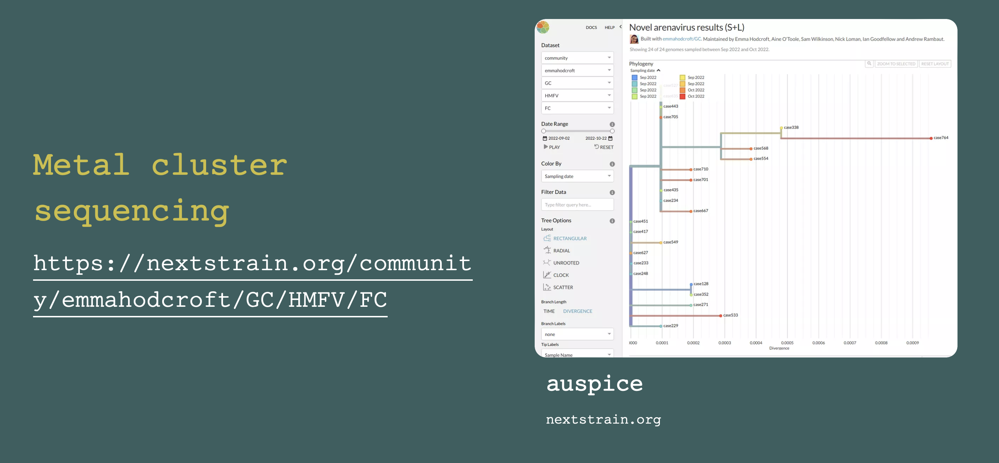 Metal cluster
sequencing
https://nextstrain.org/communit
y/emmahodcroft/GC/HMFV/FC
DOCS HELP
Dataset
community
emmahodcroft
GC
HMFV
FC
Date Range
2022-09-02 2022-10-22
PLAY RESET
Color By
Sampling date
Filter Data
Type filter query here...
Tree Options
Layout
RECTANGULAR
RADIAL
UNROOTED
CLOCK
SCATTER
Branch Length
TIME DIVERGENCE
Branch Labels
none
Tip Labels
Sample Name
Novel arenavirus results (S+L)
Built with emmahodcroft/GC. Maintained by Emma Hodcroft, Aine O'Toole, Sam Wilkinson, Nick Loman, Ian Goodfellow and Andrew Rambaut.
Showing 24 of 24 genomes sampled between Sep 2022 and Oct 2022.
Phylogeny
ZOOM TO SELECTED RESET LAYOUT
Sampling date
Sep 2022 Sep 2022
Sep 2022 case527 Sep 2022
Sep 2022 Oct 2022
Sep 2022 case635 Oct 2022
case443
case705
case338
case764
case568
case554
case710
case701
case435
case234
case667
case451
case417
case549
case627
case233
case248
case128
case352
case271
case533
case229
0000 0.0001 0.0002 0.0003 0.0004 0.0005 0.0006 0.0007 0.0008 0.0009
Divergence
auspice
nextstrain.org